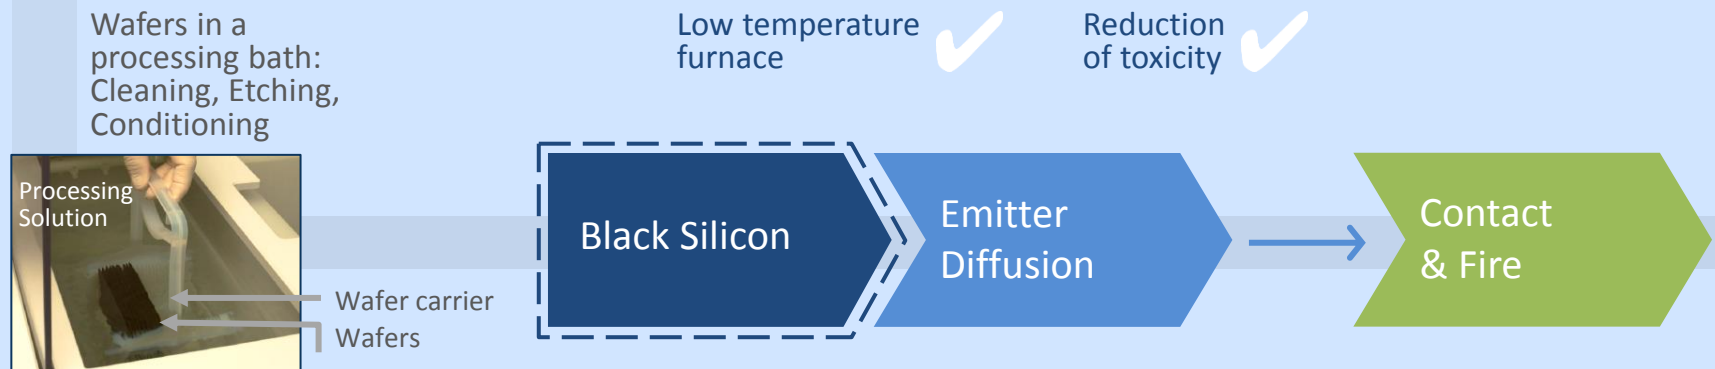 Wafers in a
processing bath:
Cleaning, Etching,
Conditioning
Low temperature
furnace
Reduction
of toxicity
Processing
Solution
Wafer carrier
Wafers
Black Silicon
Emitter
Diffusion
Contact
& Fire